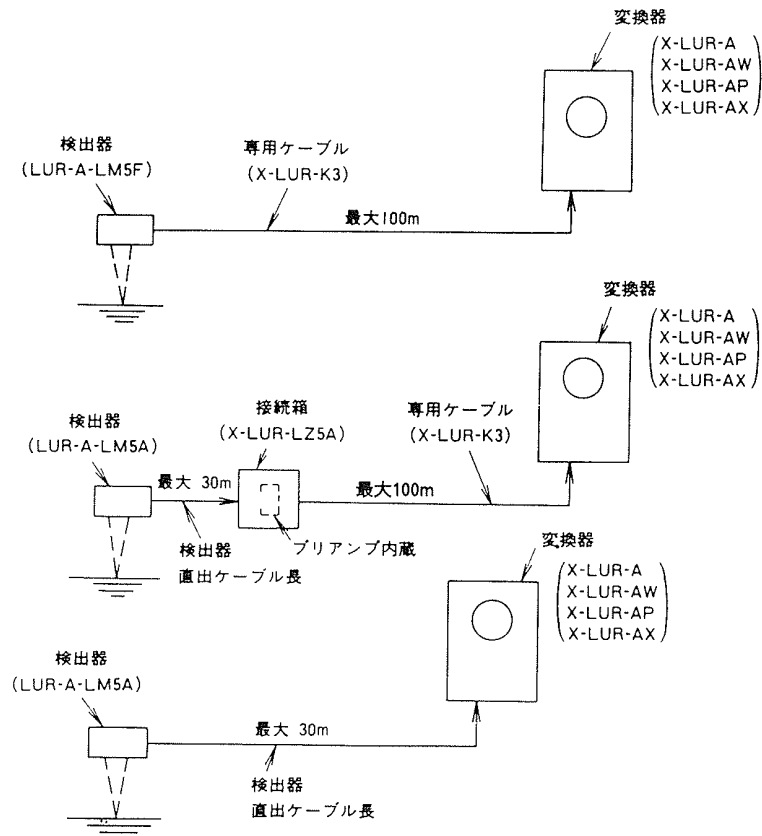 変換器
X-LUR-A
X-LUR-AW
X-LUR-AP
X-LUR-AX
検出器
(LUR-A-LM5F)
専用ケーブル
(X-LUR-K3)
最大100m
変換器
X-LUR-A
X-LUR-AW
X-LUR-AP
X-LUR-AX
検出器
(LUR-A-LM5A)
接続箱
(X-LUR-LZ5A)
専用ケーブル
(X-LUR-K3)
最大 30m
最大100m
検出器
直出ケーブル長
プリアンプ内蔵
変換器
X-LUR-A
X-LUR-AW
X-LUR-AP
X-LUR-AX
検出器
(LUR-A-LM5A)
最大 30m
検出器
直出ケーブル長